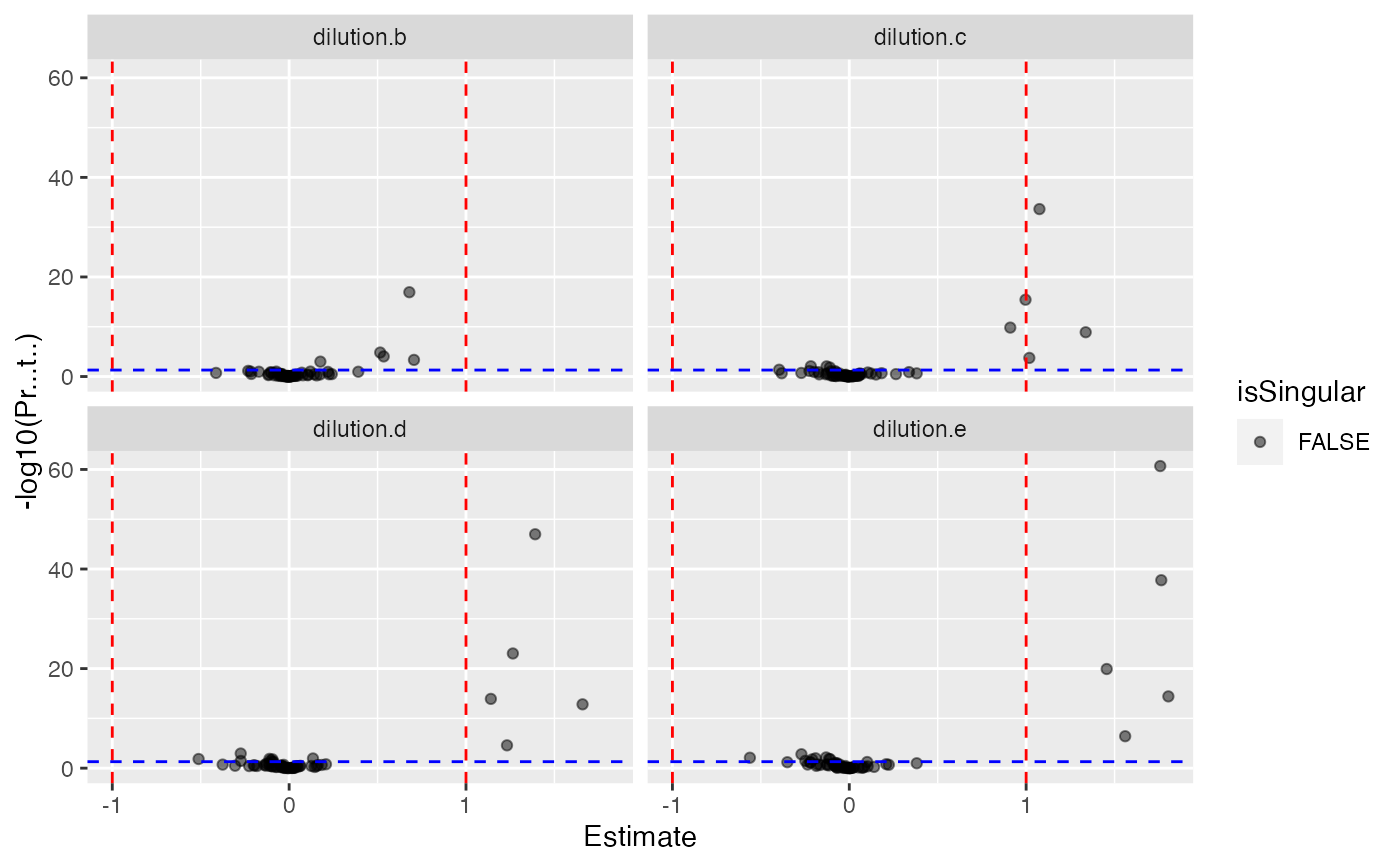 dilution.b
dilution.c
60
40
20
0
dilution.d
dilution.e
60
40
20
0
-1
0
1
-1
0
1
Estimate
-log10(Pr...t..)
isSingular
FALSE